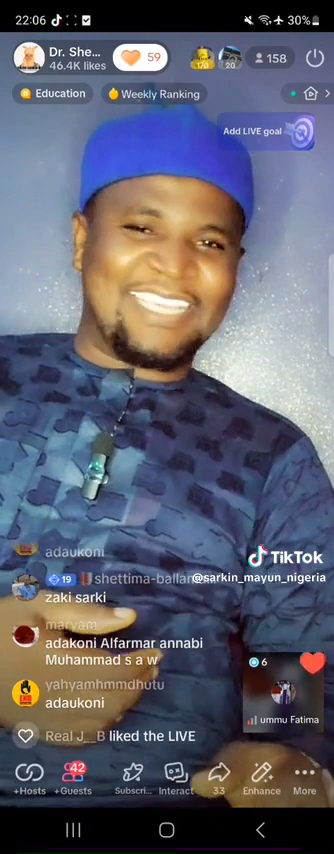 22:06
30%
Dr. She...
46.4K likes
59
20
158
Education
Weekly Ranking
Add LIVE goal
TikTok
@sarkin_mayun_nigeria
adaukoni
19 shettima-ballan
zaki sarki
maryam
adakoni Alfarmar annabi
Muhammad s a w
yahyahmmdhutu
adaukoni
Real J__B liked the LIVE
6
ummu Fatima
42
+Hosts
+Guests
Subscri...
Interact
33
Enhance
More